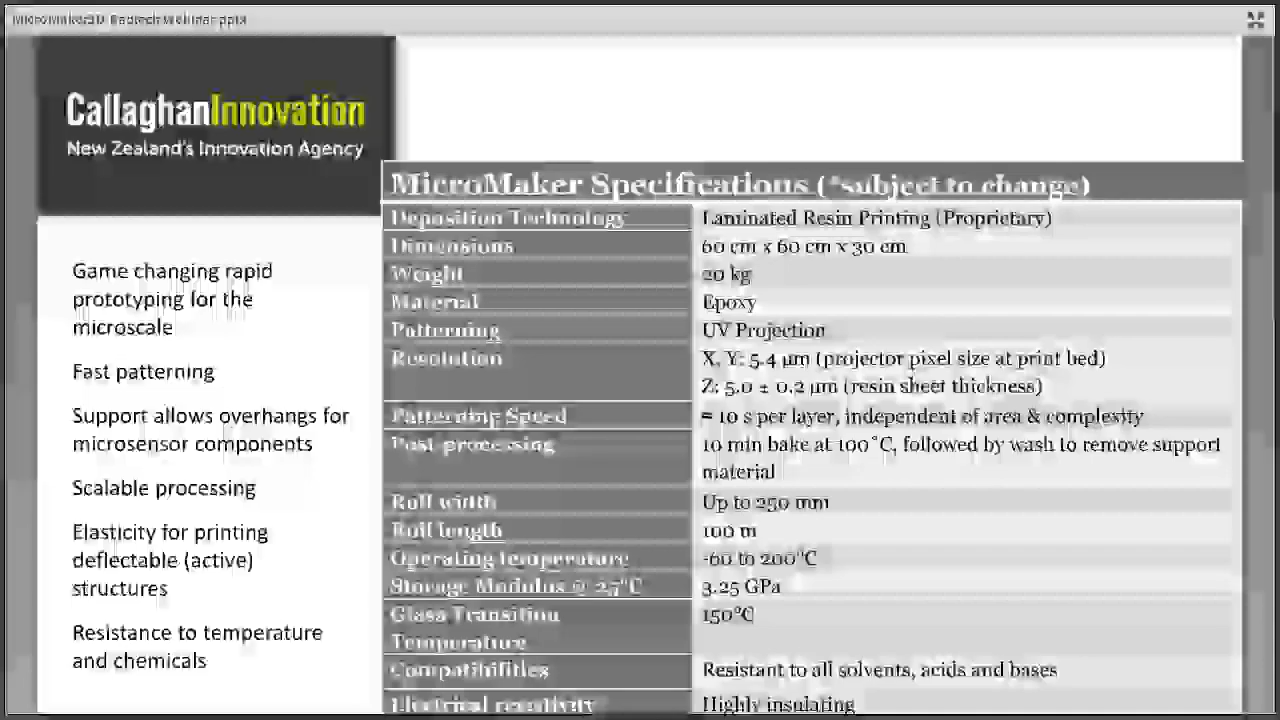 MicroMaker3D Webinar.pptx
CallaghanInnovation
New Zealand's Innovation Agency
Game changing rapid
prototyping for the
microscale
Fast patterning
Support allows overhangs for
microsensor components
Scalable processing
Elasticity for printing
deflectable (active)
structures
Resistance to temperature
and chemicals
MicroMaker Specifications (*subject to change)
Deposition Technology Laminated Resin Printing (Proprietary)
Dimensions 60 cm x 60 cm x 30 cm
Weight 20 kg
Material Epoxy
Patterning UV Projection
Resolution X, Y: 5.4 μm (projector pixel size at print bed)
Z: 5.0 ± 0.2 μm (resin sheet thickness)
Patterning Speed ≈ 10 s per layer, independent of area & complexity
Post-processing 10 min bake at 100°C, followed by wash to remove support
material
Roll width Up to 250 mm
Roll length 100 m
Operating temperature -60 to 200°C
Storage Modulus @ 25°C 3.25 GPa
Glass Transition 150°C
Temperature
Compatibilities Resistant to all solvents, acids and bases
Electrical resistivity Highly insulating